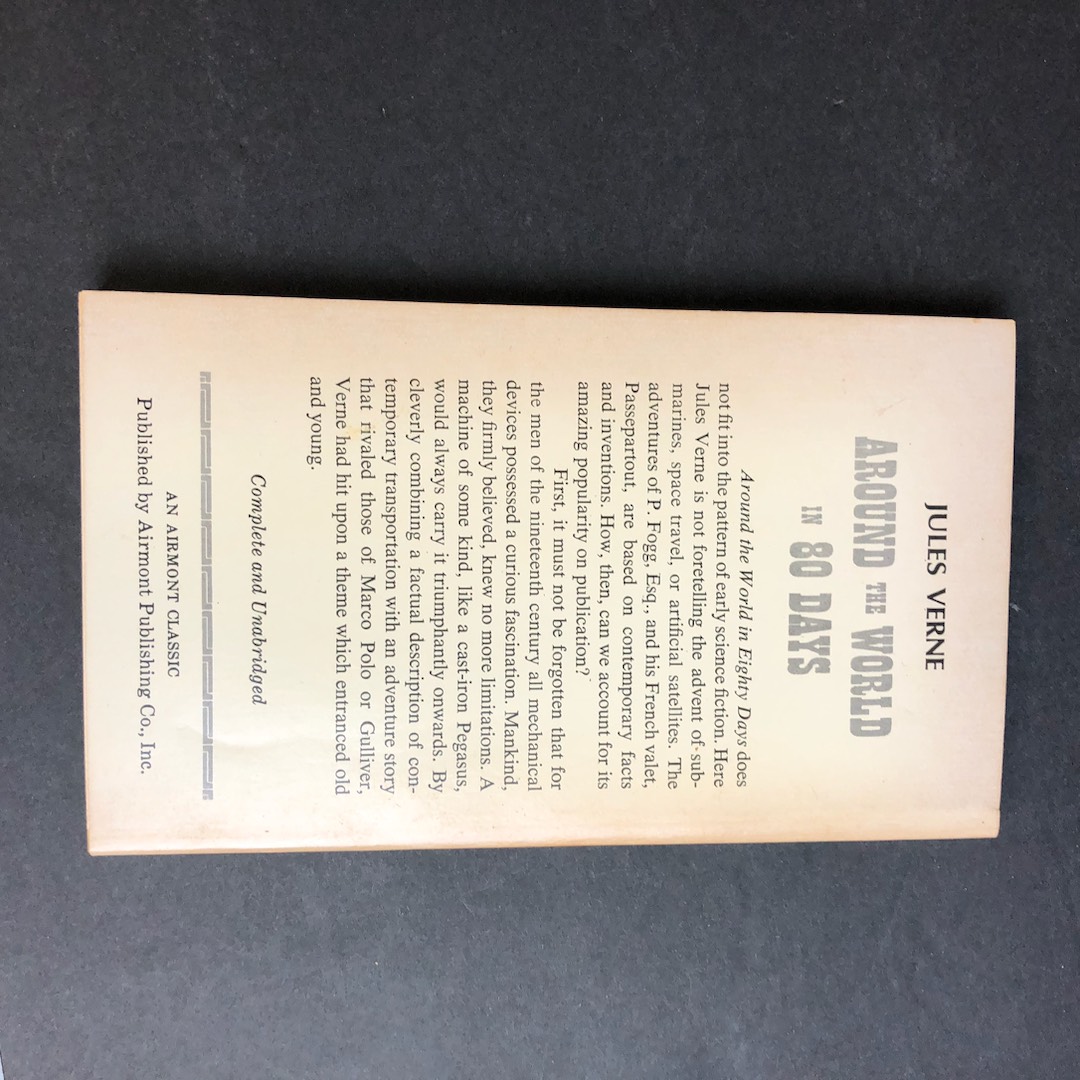 JULES VERNE
AROUND THE WORLD
IN 80 DAYS
Around the World in Eighty Days does
not fit into the pattern of early science fiction. Here
Jules Verne is not foretelling the advent of sub-
marines, space travel, or artificial satellites. The
adventures of P. Fogg, Esq., and his French valet,
Passepartout, are based on contemporary facts
and inventions. How, then, can we account for its
amazing popularity on publication?
First, it must not be forgotten that for
the men of the nineteenth century all mechanical
devices possessed a curious fascination. Mankind,
they firmly believed, knew no more limitations. A
machine of some kind, like a cast-iron Pegasus,
would always carry it triumphantly onwards. By
cleverly combining a factual description of con-
temporary transportation with an adventure story
that rivaled those of Marco Polo or Gulliver,
Verne had hit upon a theme which entranced old
and young.
Complete and Unabridged
AN AIRMONT CLASSIC
Published by Airmont Publishing Co., Inc.